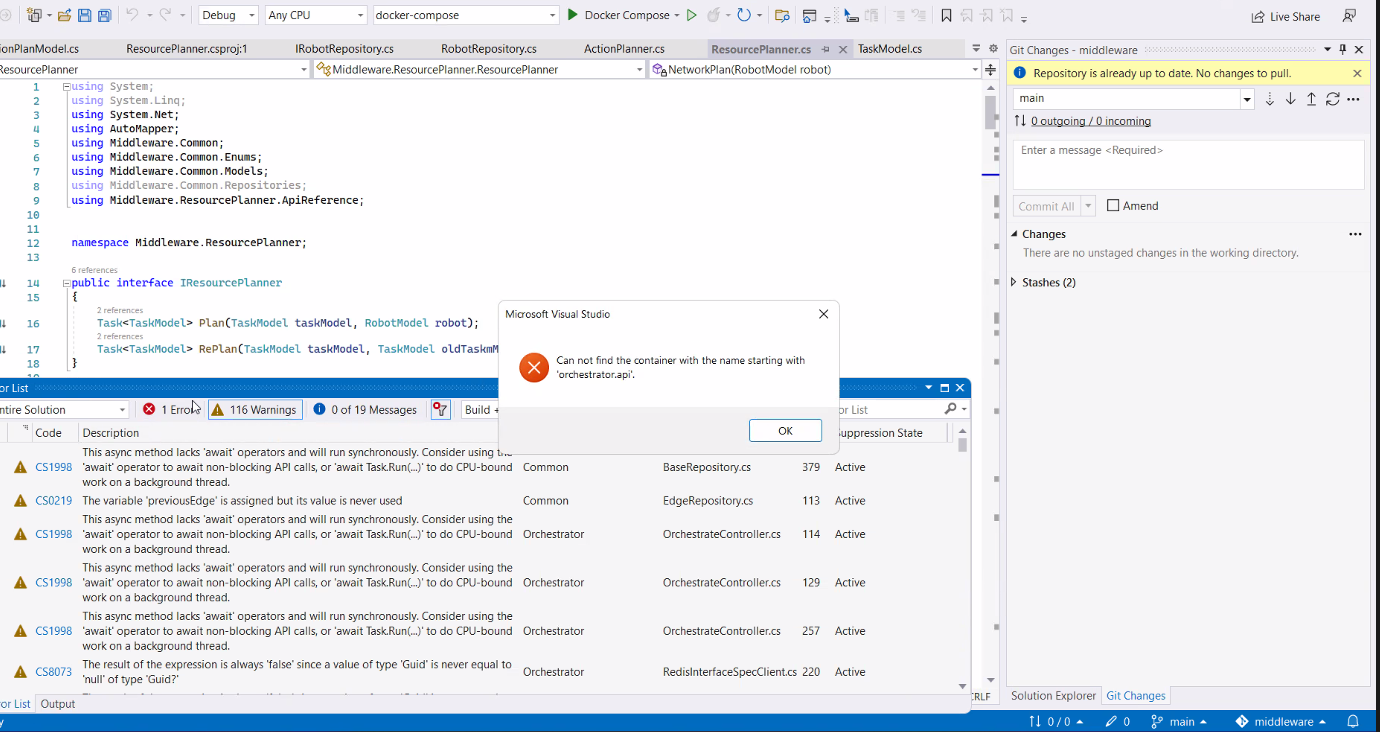 Debug
Any CPU
docker-compose
Docker Compose
Live Share
ionPlanModel.cs
ResourcePlanner.csproj:1
IRobotRepository.cs
RobotRepository.cs
ActionPlanner.cs
ResourcePlanner.cs
TaskModel.cs
ResourcePlanner
Middleware.ResourcePlanner.ResourcePlanner
NetworkPlan(RobotModel robot)
1 using System;
2 using System.Linq;
3 using System.Net;
4 using AutoMapper;
5 using Middleware.Common;
6 using Middleware.Common.Enums;
7 using Middleware.Common.Models;
8 using Middleware.Common.Repositories;
9 using Middleware.ResourcePlanner.ApiReference;
10
11
12 namespace Middleware.ResourcePlanner;
13
6 references
14 public interface IResourcePlanner
15 {
2 references
16 Task<TaskModel> Plan(TaskModel taskModel, RobotModel robot);
2 references
17 Task<TaskModel> RePlan(TaskModel taskModel, TaskModel oldTaskm
18 }
Microsoft Visual Studio
Can not find the container with the name starting with
'orchestrator.api'.
OK
or List
ntire Solution
1 Error
116 Warnings
0 of 19 Messages
Build +
or List
Code
Description
uppression State
This async method lacks 'await' operators and will run synchronously. Consider using the
CS1998 'await' operator to await non-blocking API calls, or 'await Task.Run(...)' to do CPU-bound Common BaseRepository.cs 379 Active
work on a background thread.
CS0219 The variable 'previousEdge' is assigned but its value is never used Common EdgeRepository.cs 113 Active
This async method lacks 'await' operators and will run synchronously. Consider using the
CS1998 'await' operator to await non-blocking API calls, or 'await Task.Run(...)' to do CPU-bound Orchestrator OrchestrateController.cs 114 Active
work on a background thread.
This async method lacks 'await' operators and will run synchronously. Consider using the
CS1998 'await' operator to await non-blocking API calls, or 'await Task.Run(...)' to do CPU-bound Orchestrator OrchestrateController.cs 129 Active
work on a background thread.
This async method lacks 'await' operators and will run synchronously. Consider using the
CS1998 'await' operator to await non-blocking API calls, or 'await Task.Run(...)' to do CPU-bound Orchestrator OrchestrateController.cs 257 Active
work on a background thread.
The result of the expression is always 'false' since a value of type 'Guid' is never equal to
CS8073 'null' of type 'Guid?' Orchestrator RedisInterfaceSpecClient.cs 220 Active
or List
Output
CRLF
Git Changes - middleware
Repository is already up to date. No changes to pull.
main
0 outgoing / 0 incoming
Enter a message <Required>
Commit All
Amend
Changes
There are no unstaged changes in the working directory.
Stashes (2)
Solution Explorer
Git Changes
0 / 0
0
main
middleware